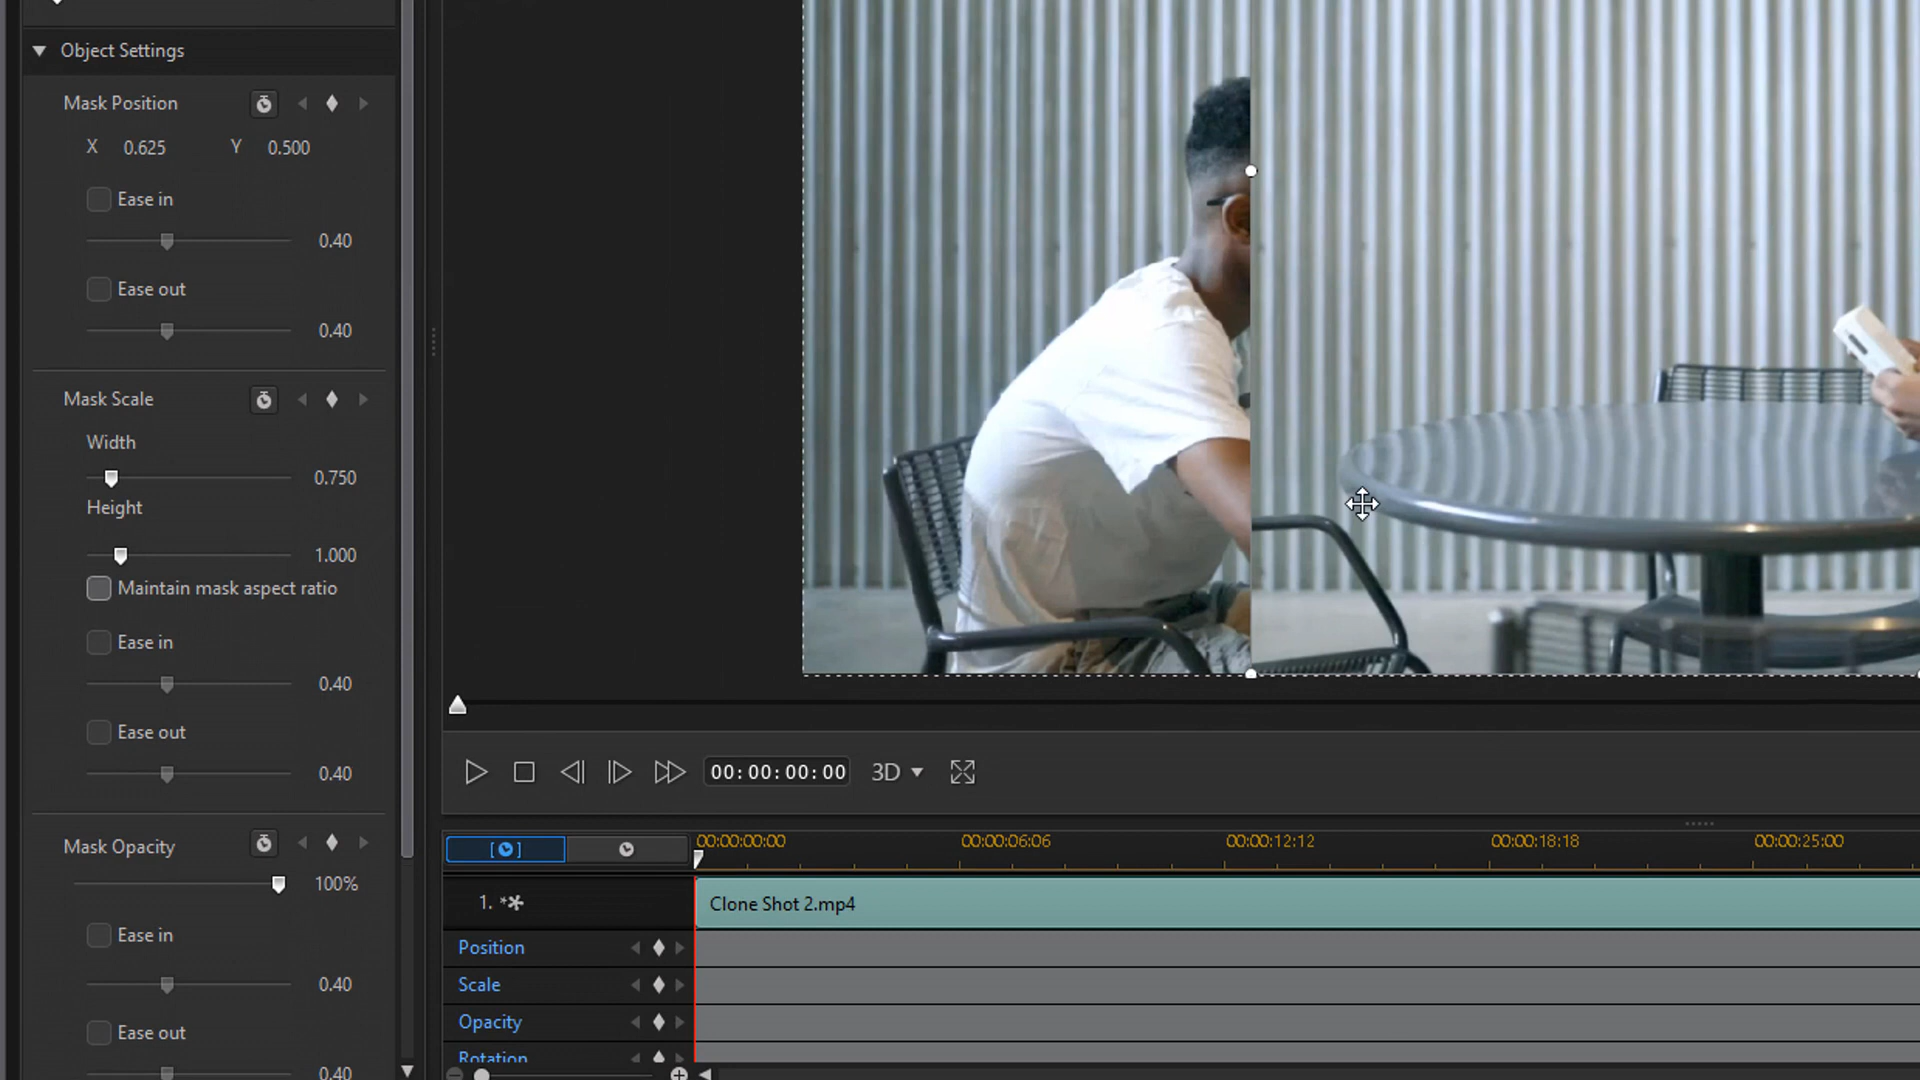 Object Settings
Mask Position
X 0.625 Y 0.500
Ease in
0.40
Ease out
0.40
Mask Scale
Width
0.750
Height
1.000
Maintain mask aspect ratio
Ease in
0.40
Ease out
0.40
Mask Opacity
100%
Ease in
0.40
Ease out
0.40
00:00:00:00 3D
00:00:00:00 00:00:06:06 00:00:12:12 00:00:18:18 00:00:25:00
1. Clone Shot 2.mp4
Position
Scale
Opacity
Rotation